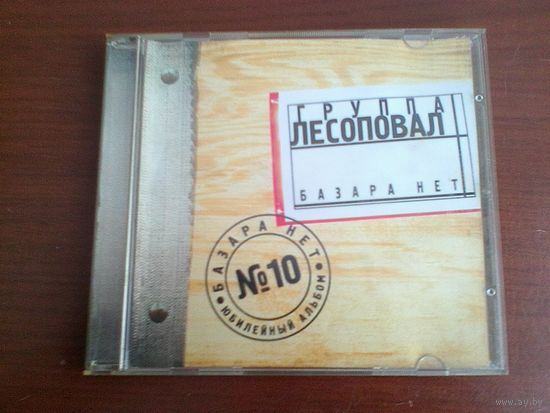 ГРУППА
ЛЕСОПОВАЛ
БАЗАРА НЕТ
БАЗАРА НЕТ
№10
ЮБИЛЕЙНЫЙ АЛЬБОМ
www.ay.by